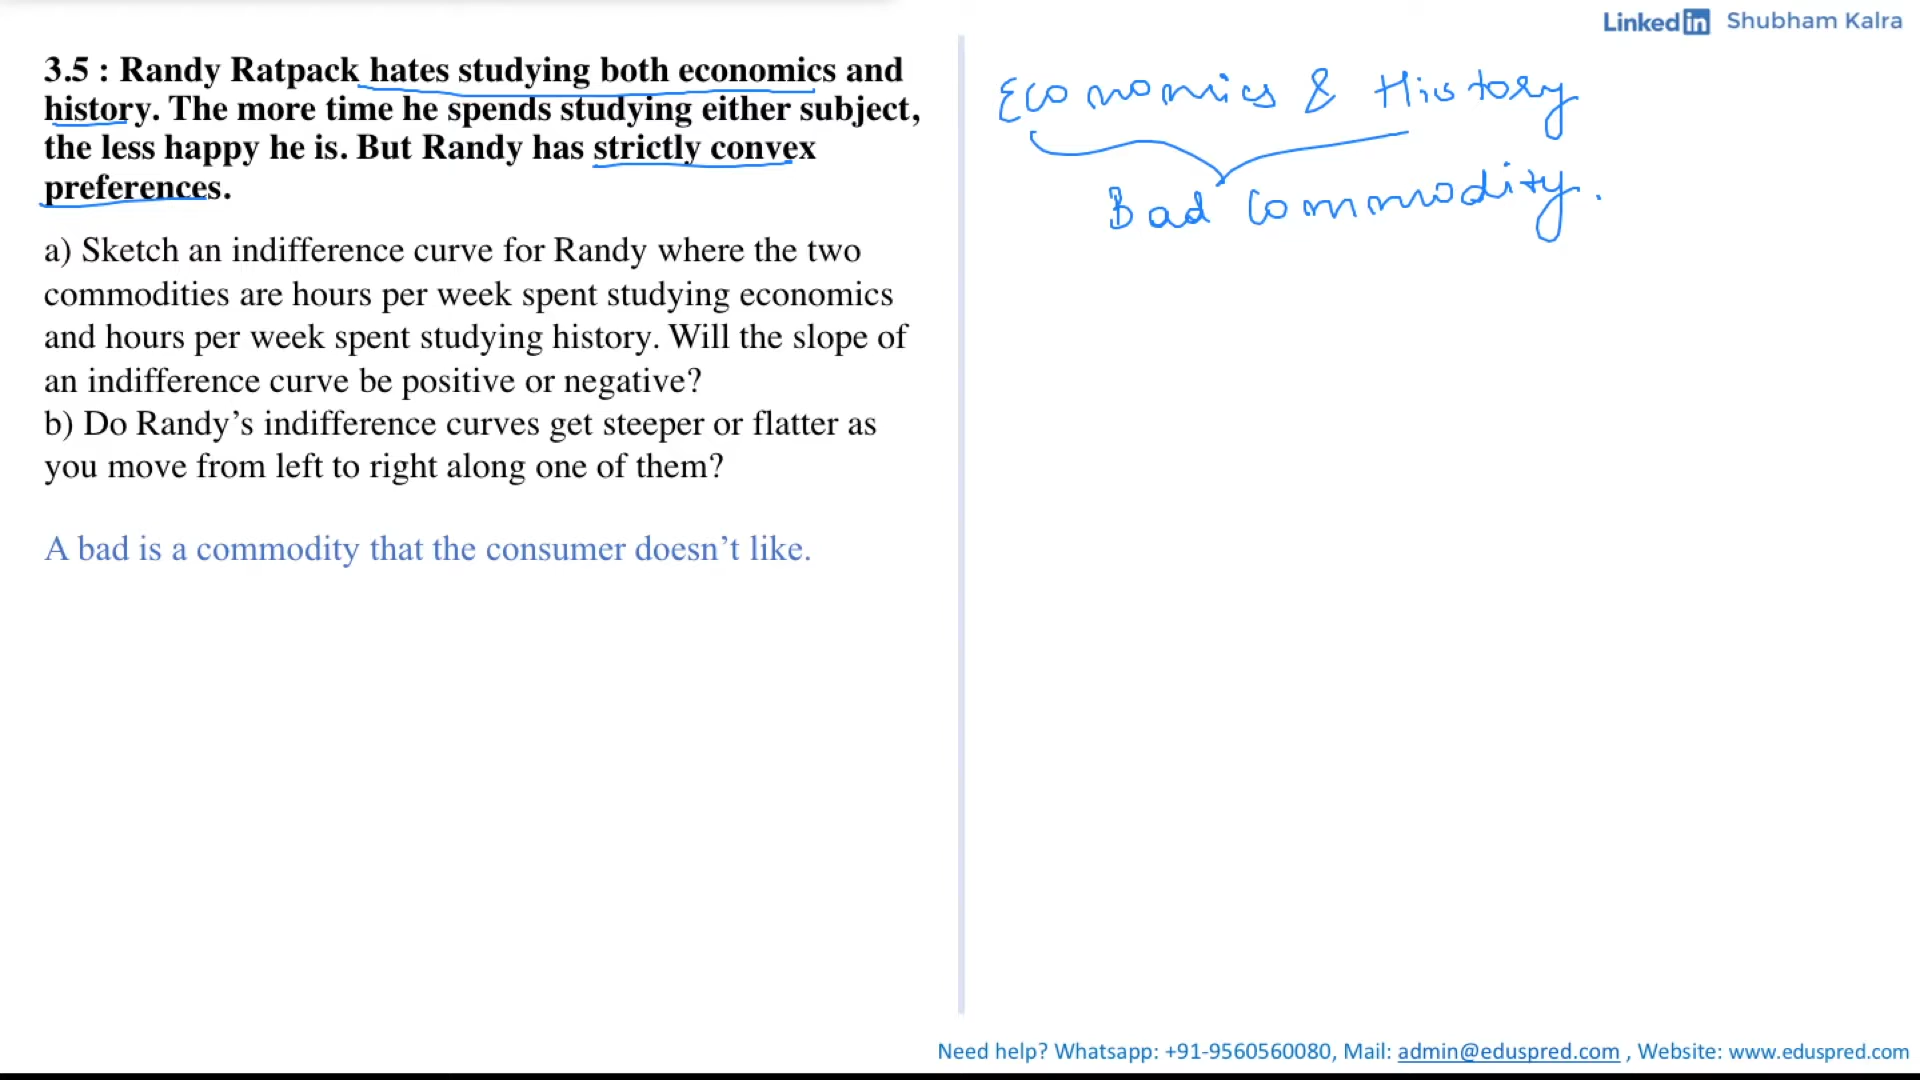 Linked in Shubham Kalra
3.5 : Randy Ratpack hates studying both economics and
history. The more time he spends studying either subject,
the less happy he is. But Randy has strictly convex
preferences.
a) Sketch an indifference curve for Randy where the two
commodities are hours per week spent studying economics
and hours per week spent studying history. Will the slope of
an indifference curve be positive or negative?
b) Do Randy’s indifference curves get steeper or flatter as
you move from left to right along one of them?
A bad is a commodity that the consumer doesn’t like.
Economics & History
Bad Commodity.
Need help? Whatsapp: +91-9560560080, Mail: admin@eduspred.com , Website: www.eduspred.com